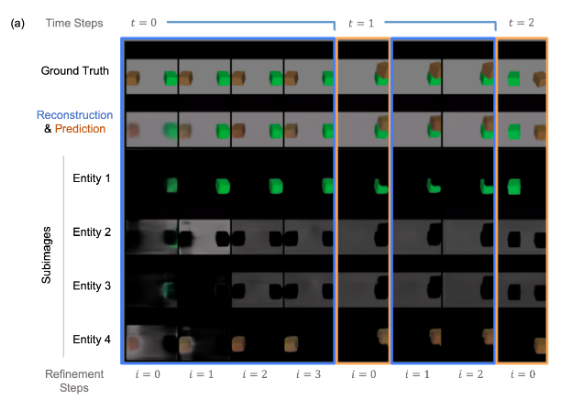 (a) Time Steps t = 0 t = 1 t = 2
Ground Truth
Reconstruction
& Prediction
Entity 1
Entity 2
Entity 3
Entity 4
Subimages
Refinement
Steps
i = 0 i = 1 i = 2 i = 3 i = 0 i = 1 i = 2 i = 0